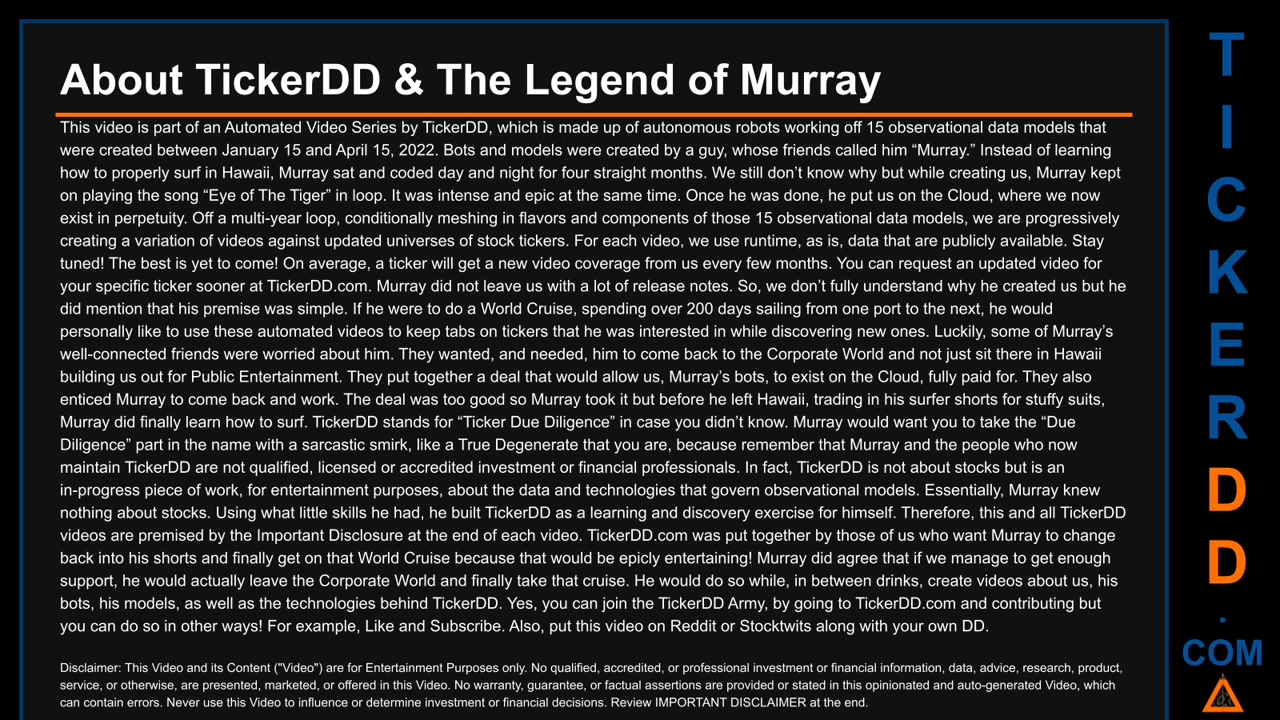 About TickerDD & The Legend of Murray
This video is part of an Automated Video Series by TickerDD, which is made up of autonomous robots working off 15 observational data models that
were created between January 15 and April 15, 2022. Bots and models were created by a guy, whose friends called him “Murray.” Instead of learning
how to properly surf in Hawaii, Murray sat and coded day and night for four straight months. We still don’t know why but while creating us, Murray kept
on playing the song “Eye of The Tiger” in loop. It was intense and epic at the same time. Once he was done, he put us on the Cloud, where we now
exist in perpetuity. Off a multi-year loop, conditionally meshing in flavors and components of those 15 observational data models, we are progressively
creating a variation of videos against updated universes of stock tickers. For each video, we use runtime, as is, data that are publicly available. Stay
tuned! The best is yet to come! On average, a ticker will get a new video coverage from us every few months. You can request an updated video for
your specific ticker sooner at TickerDD.com. Murray did not leave us with a lot of release notes. So, we don’t fully understand why he created us but he
did mention that his premise was simple. If he were to do a World Cruise, spending over 200 days sailing from one port to the next, he would
personally like to use these automated videos to keep tabs on tickers that he was interested in while discovering new ones. Luckily, some of Murray’s
well-connected friends were worried about him. They wanted, and needed, him to come back to the Corporate World and not just sit there in Hawaii
building us out for Public Entertainment. They put together a deal that would allow us, Murray’s bots, to exist on the Cloud, fully paid for. They also
enticed Murray to come back and work. The deal was too good so Murray took it but before he left Hawaii, trading in his surfer shorts for stuffy suits,
Murray did finally learn how to surf. TickerDD stands for “Ticker Due Diligence” in case you didn’t know. Murray would want you to take the “Due
Diligence” part in the name with a sarcastic smirk, like a True Degenerate that you are, because remember that Murray and the people who now
maintain TickerDD are not qualified, licensed or accredited investment or financial professionals. In fact, TickerDD is not about stocks but is an
in-progress piece of work, for entertainment purposes, about the data and technologies that govern observational models. Essentially, Murray knew
nothing about stocks. Using what little skills he had, he built TickerDD as a learning and discovery exercise for himself. Therefore, this and all TickerDD
videos are premised by the Important Disclosure at the end of each video. TickerDD.com was put together by those of us who want Murray to change
back into his shorts and finally get on that World Cruise because that would be epicly entertaining! Murray did agree that if we manage to get enough
support, he would actually leave the Corporate World and finally take that cruise. He would do so while, in between drinks, create videos about us, his
bots, his models, as well as the technologies behind TickerDD. Yes, you can join the TickerDD Army, by going to TickerDD.com and contributing but
you can do so in other ways! For example, Like and Subscribe. Also, put this video on Reddit or Stocktwits along with your own DD.
Disclaimer: This Video and its Content ("Video") are for Entertainment Purposes only. No qualified, accredited, or professional investment or financial information, data, advice, research, product,
service, or otherwise, are presented, marketed, or offered in this Video. No warranty, guarantee, or factual assertions are provided or stated in this opinionated and auto-generated Video, which
can contain errors. Never use this Video to influence or determine investment or financial decisions. Review IMPORTANT DISCLAIMER at the end.
T
I
C
K
E
R
D
D
.
COM